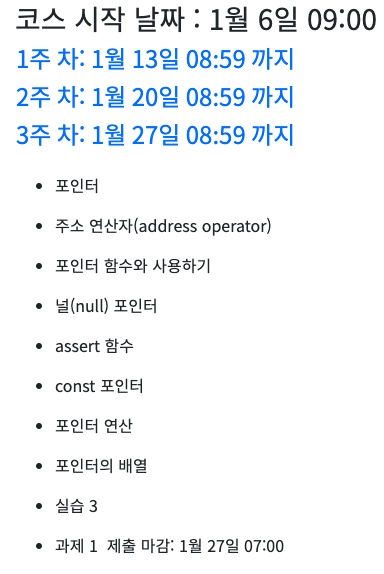 코스 시작 날짜 : 1월 6일 09:00
1주 차: 1월 13일 08:59 까지
2주 차: 1월 20일 08:59 까지
3주 차: 1월 27일 08:59 까지
• 포인터
• 주소 연산자(address operator)
• 포인터 함수와 사용하기
• 널(null) 포인터
• assert 함수
• const 포인터
• 포인터 연산
• 포인터의 배열
• 실습 3
• 과제 1 제출 마감: 1월 27일 07:00